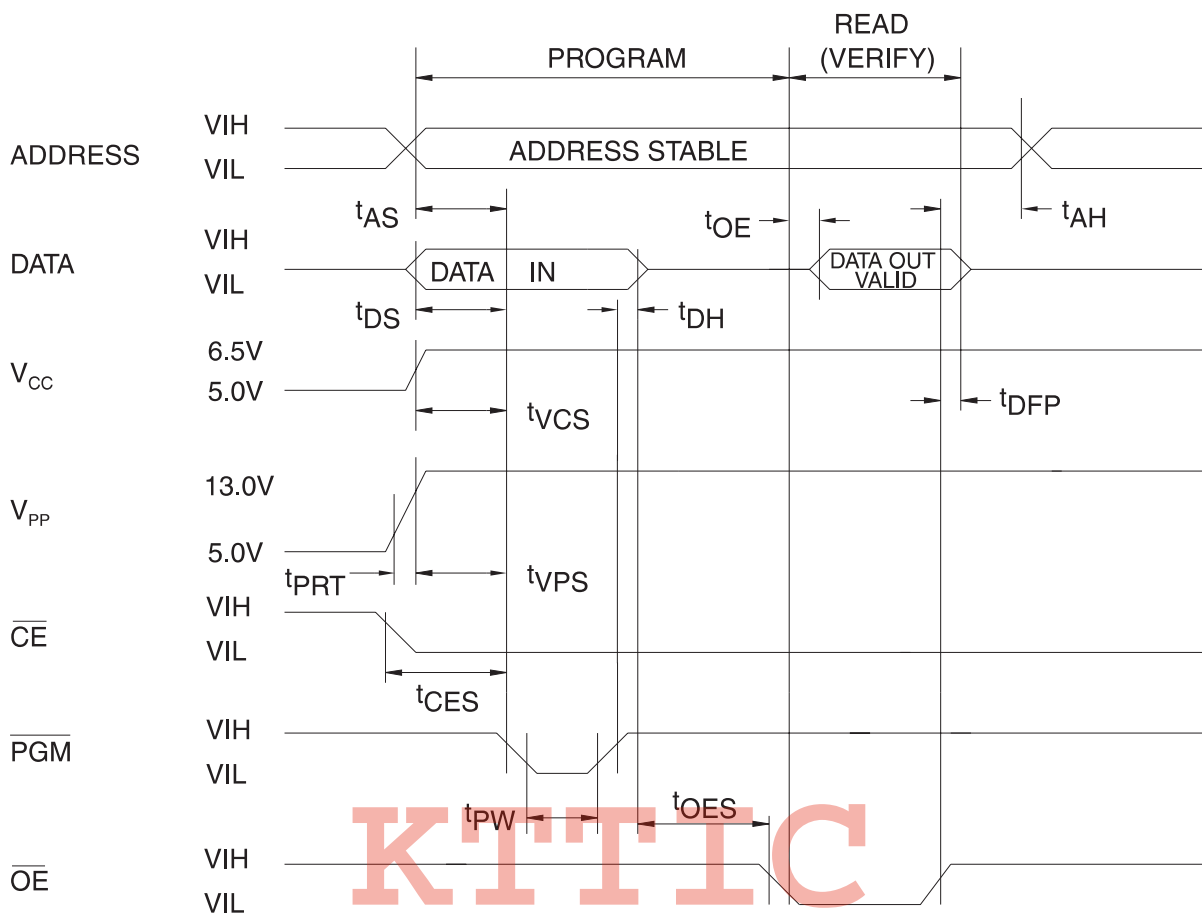 READ
PROGRAM (VERIFY)
VIH
ADDRESS ADDRESS STABLE
VIL
tAS tOE tAH
VIH
DATA DATA IN DATA OUT
VIL VALID
tDS tDH
6.5V
VCC
5.0V
tVCS tDFP
13.0V
VPP
5.0V
tPRT tVPS
VIH
CE
VIL
tCES
VIH
PGM
VIL
tPW tOES
KTTIC
VIH
OE
VIL